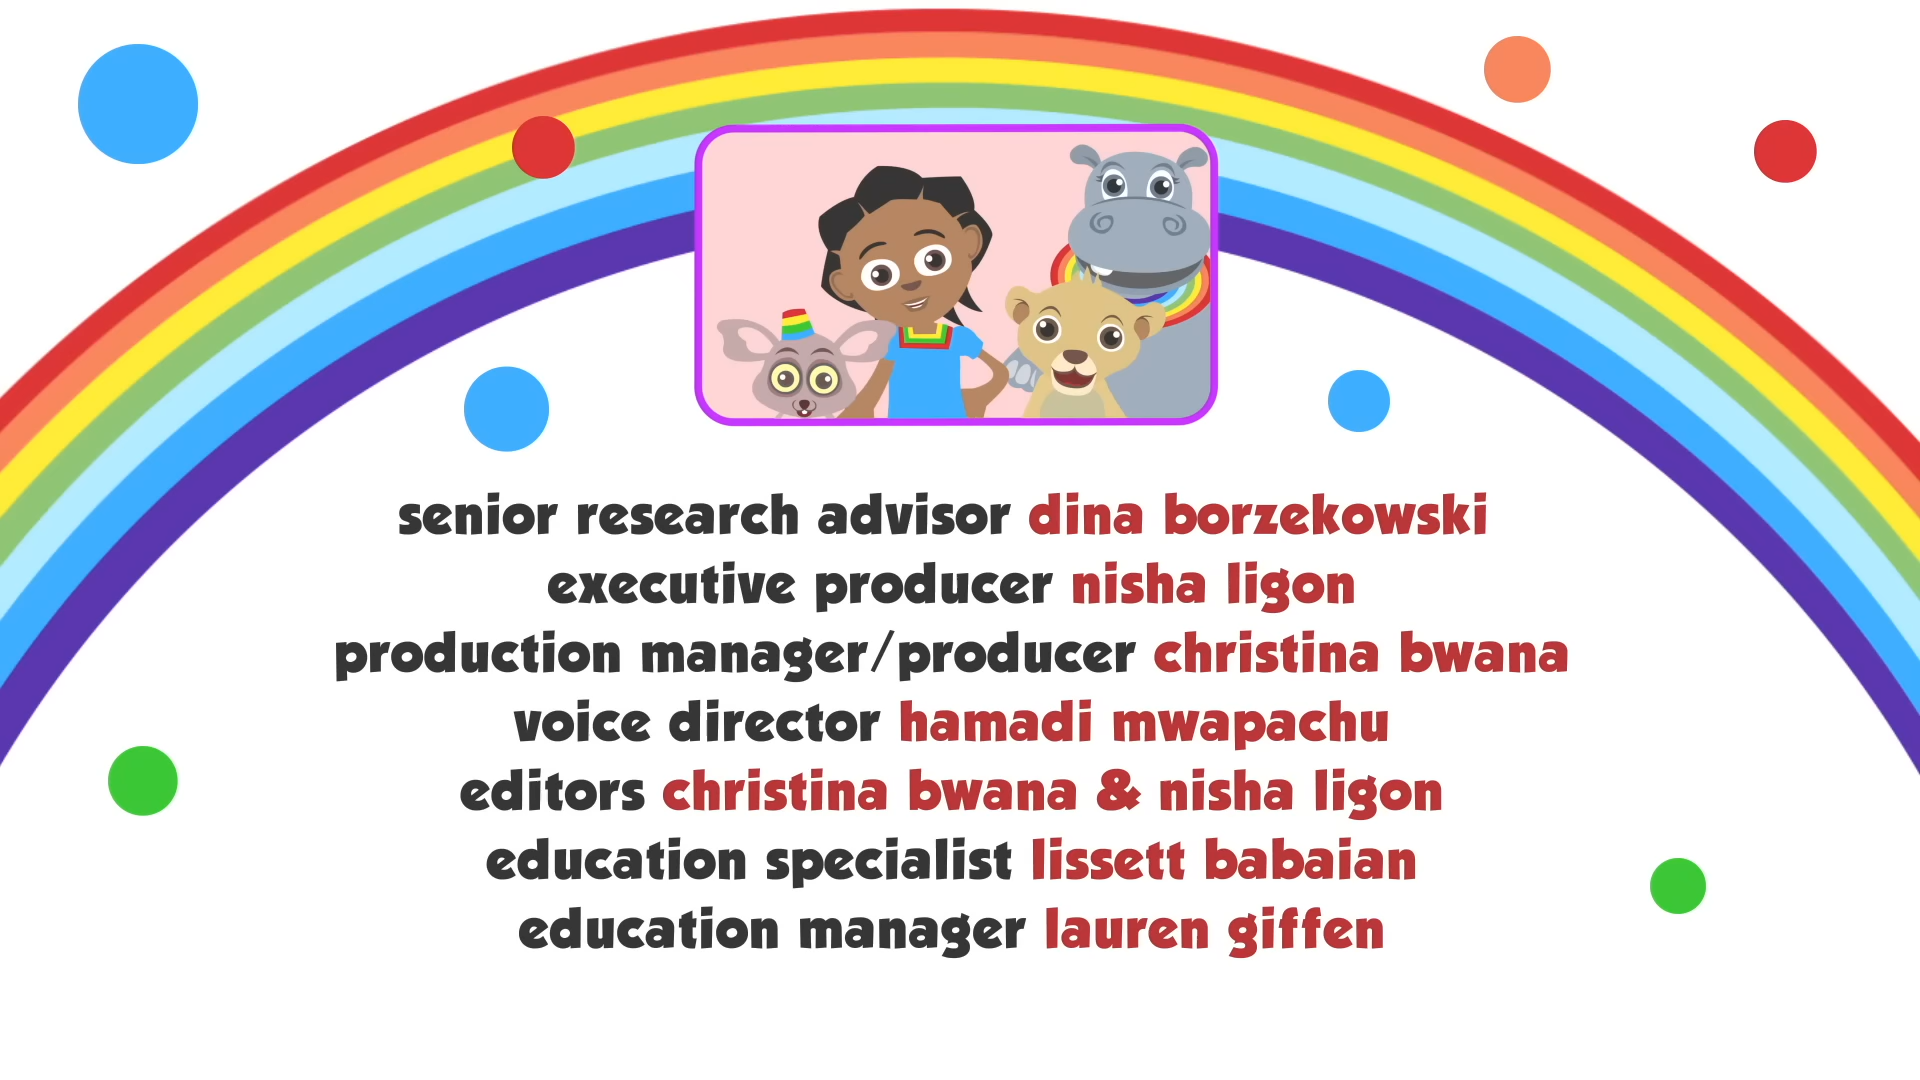 senior research advisor dina borzekowski
executive producer nisha ligon
production manager/producer christina bwana
voice director hamadi mwapachu
editors christina bwana & nisha ligon
education specialist lissett babaian
education manager lauren giffen